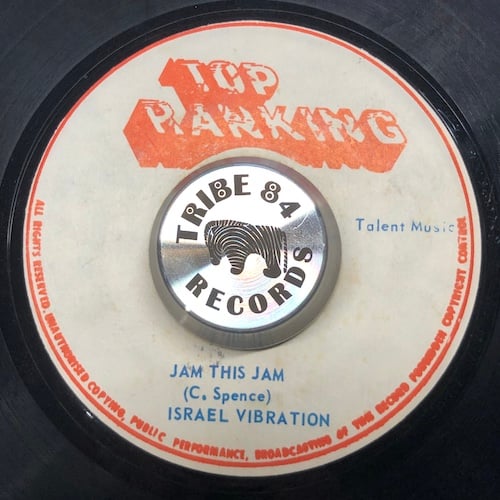 TOP
RANKING
TRIBE 84
RECORDS
Talent Music
JAM THIS JAM
(C. Spence)
ISRAEL VIBRATION
ALL RIGHTS RESERVED. UNAUTHORISED COPYING, PUBLIC PERFORMANCE, BROADCASTING OF THIS RECORD FORBIDDEN COPYRIGHT CONTROL